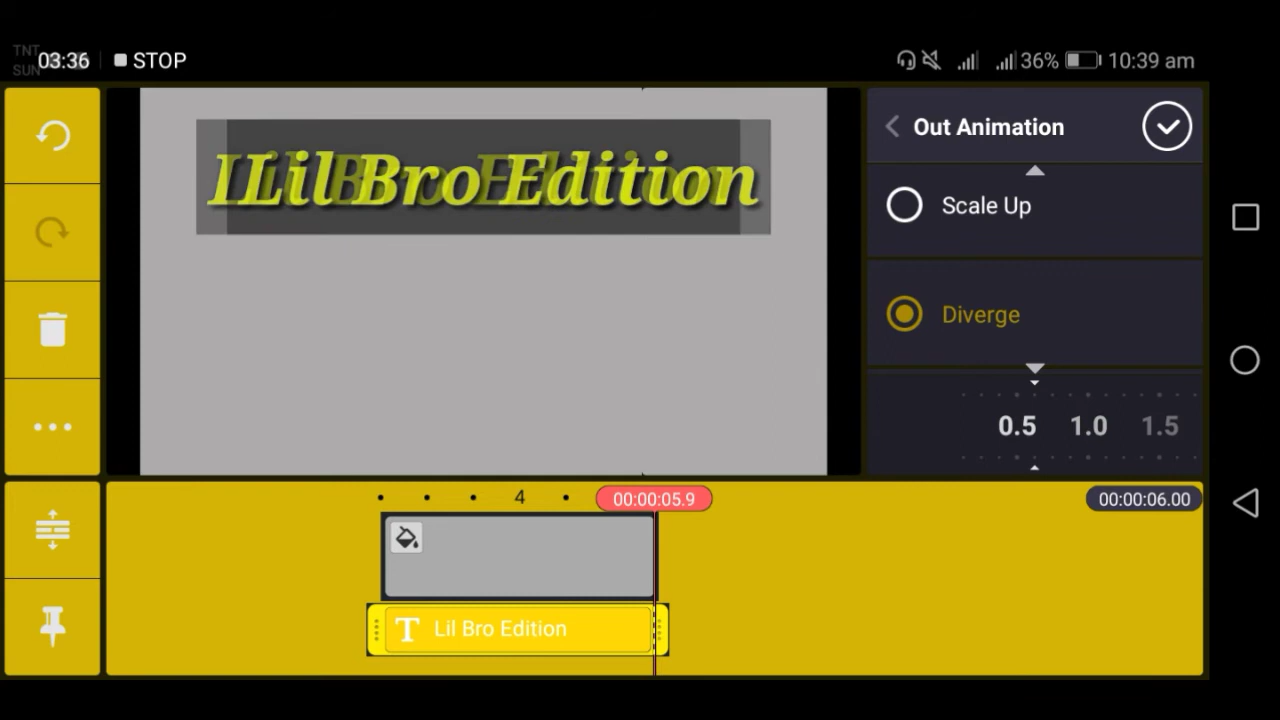 TNT
SUN
03:36 STOP
36% 10:39 am
Lil Bro Edition
Out Animation
Scale Up
Diverge
0.5 1.0 1.5
4
00:00:05.9
00:00:06.00
T Lil Bro Edition